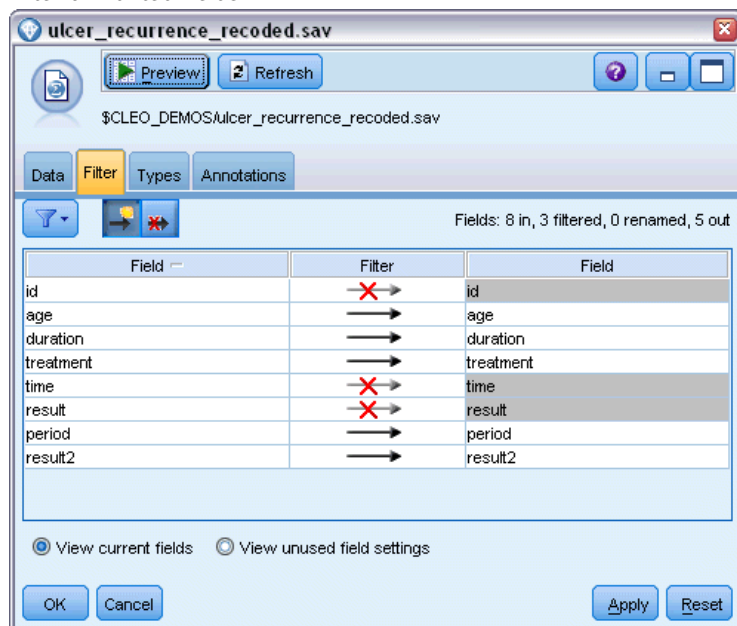 ulcer_recurrence_recoded.sav
Preview
Refresh
$CLEO_DEMOS/ulcer_recurrence_recoded.sav
Data Filter Types Annotations
Fields: 8 in, 3 filtered, 0 renamed, 5 out
Field Filter Field
id id
age age
duration duration
treatment treatment
time time
result result
period period
result2 result2
View current fields View unused field settings
OK Cancel Apply Reset